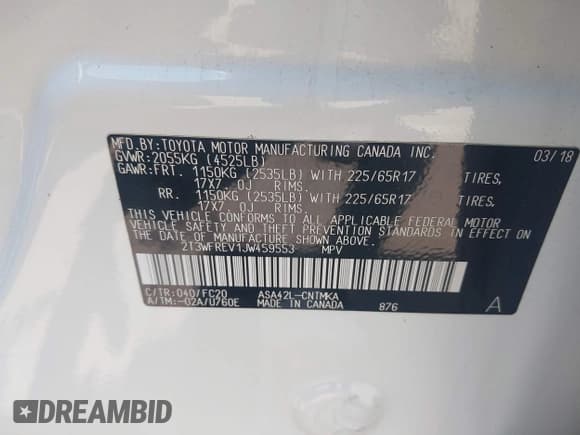 MFD.BY:TOYOTA MOTOR MANUFACTURING CANADA INC. 03/18
GVWR:2055KG (4525LB)
GAWR:FRT. 1150KG (2535LB) WITH 225/65R17 TIRES,
17X7 0J RIMS.
RR. 1150KG (2535LB) WITH 225/65R17 TIRES,
17X7 0J RIMS.
THIS VEHICLE CONFORMS TO ALL APPLICABLE FEDERAL MOTOR
VEHICLE SAFETY AND THEFT PREVENTION STANDARDS IN
EFFECT ON THE DATE OF MANUFACTURE SHOWN ABOVE.
2T3WFREV1JW459553 MPV
C/TR:040/FC20 ASA42L-CNTMKA 876
A/TM:-02A/U760E MADE IN CANADA A
DREAMBID